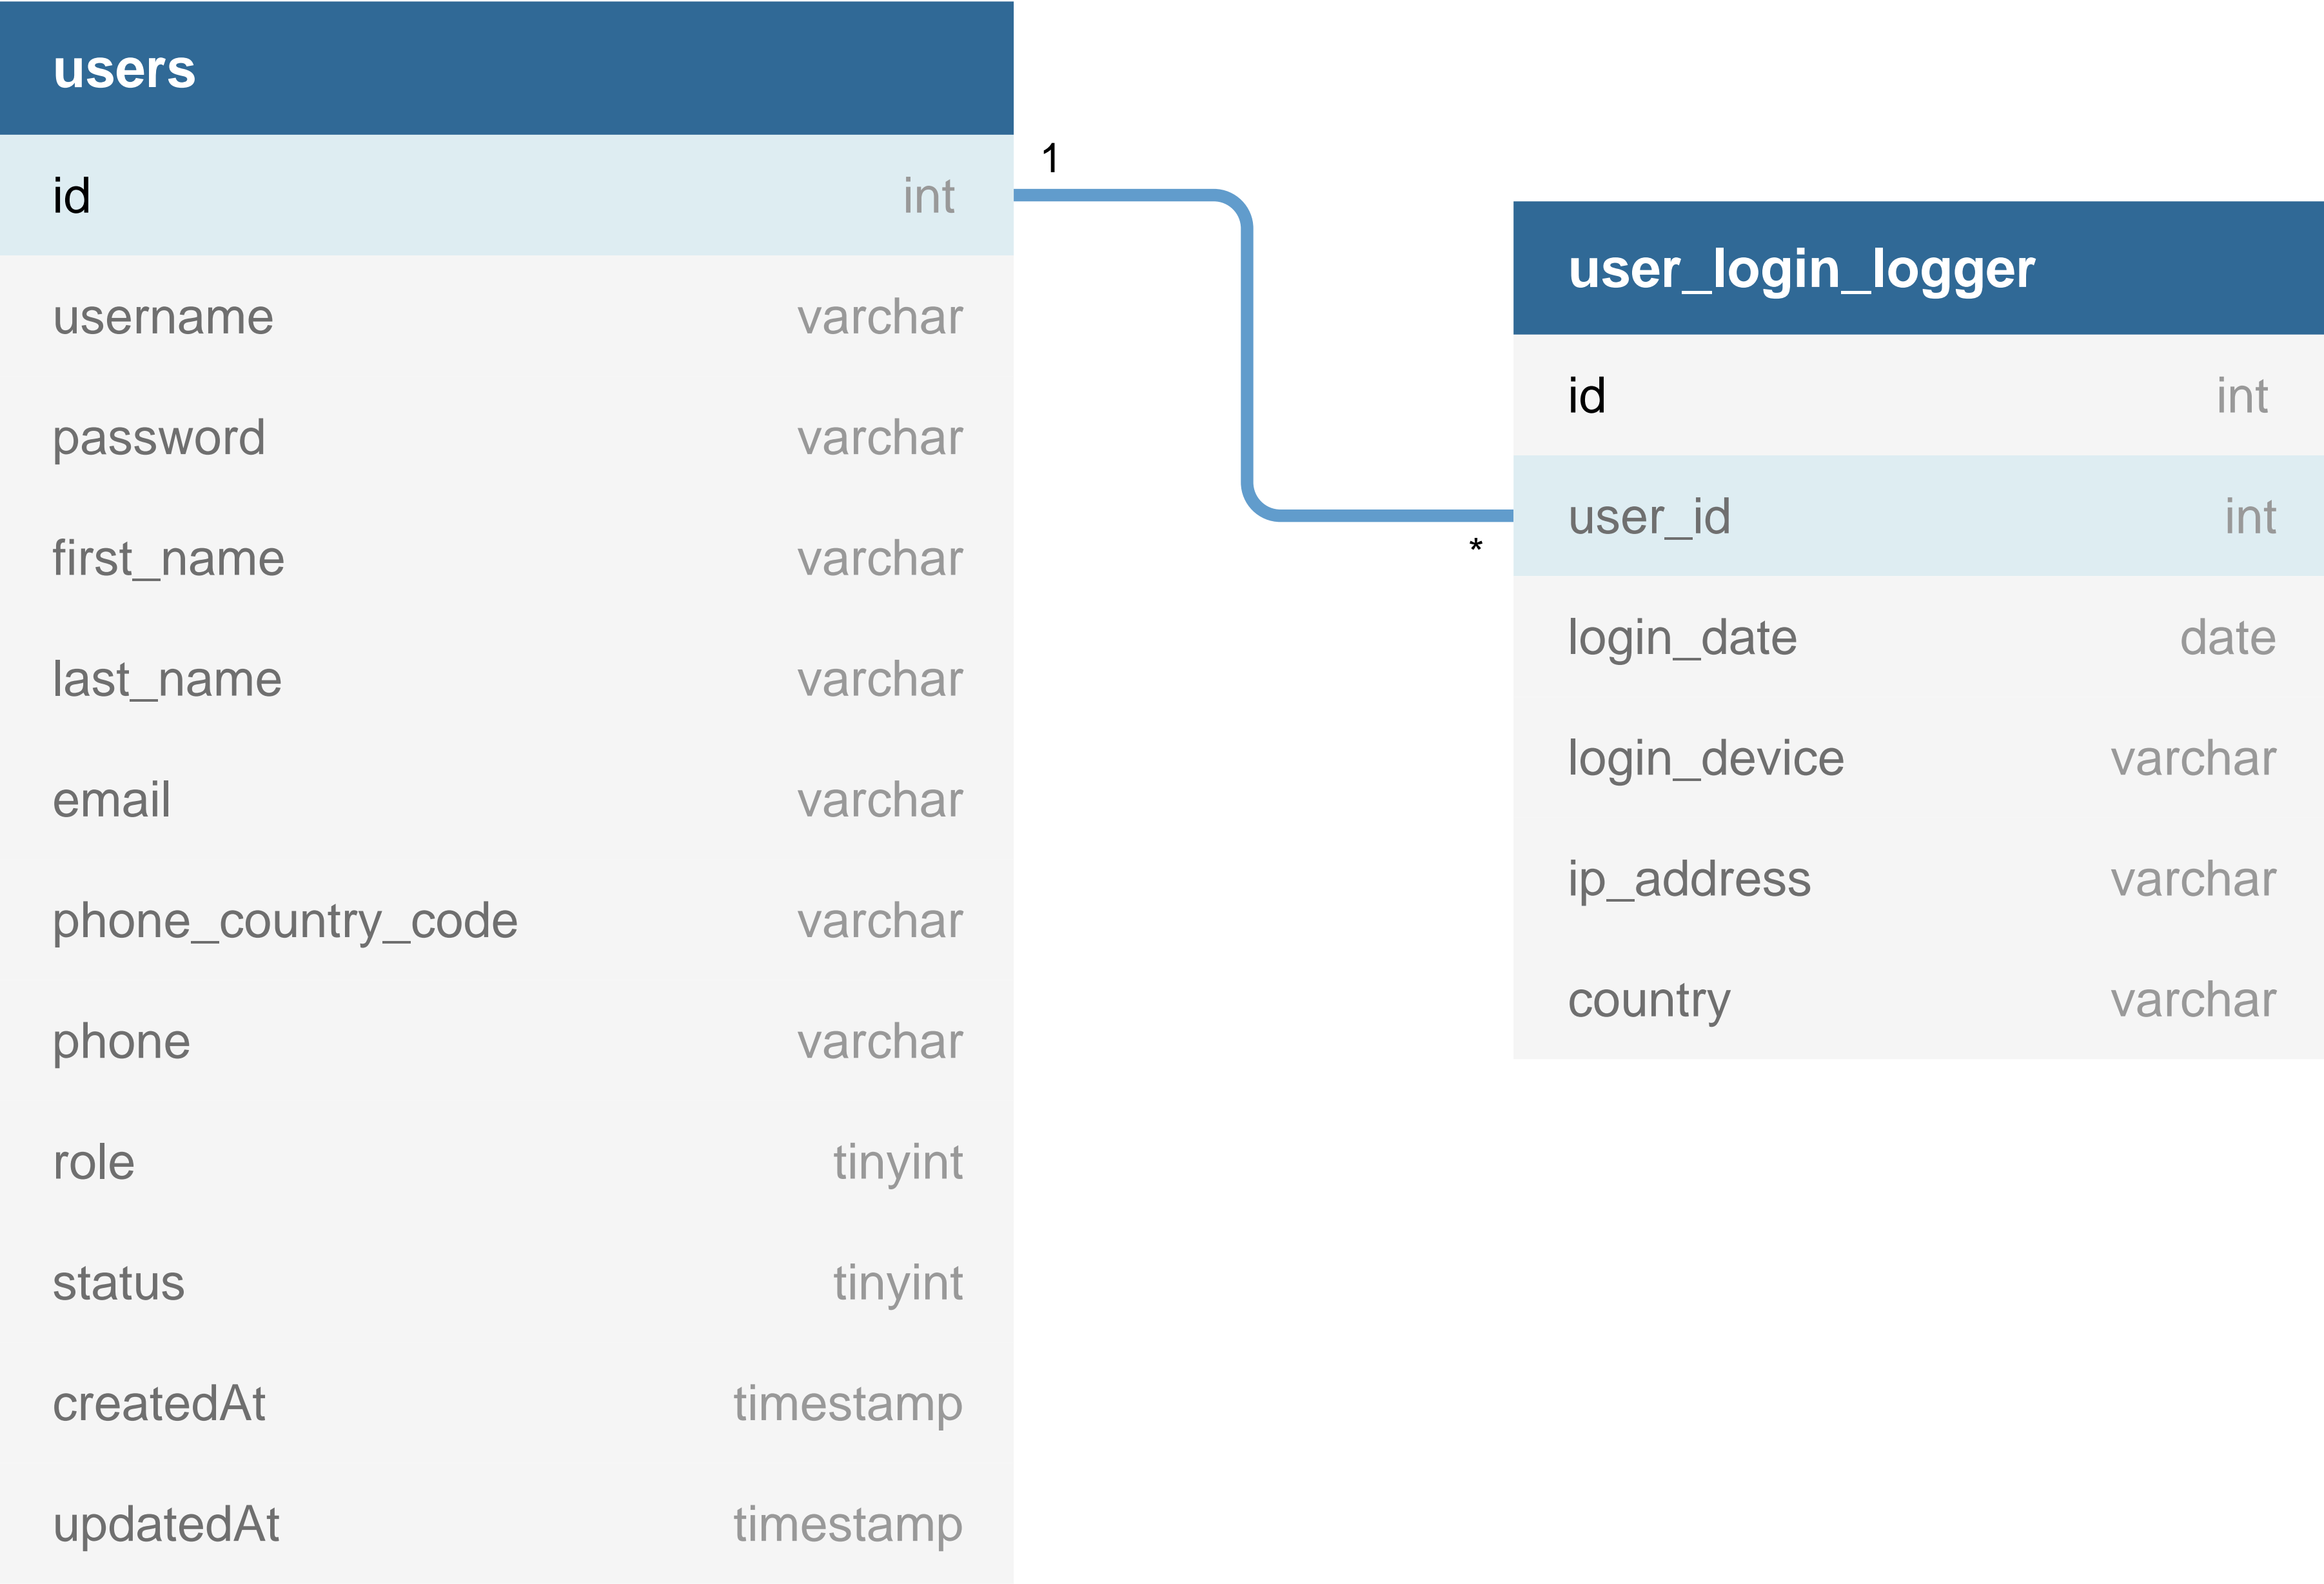 users
id int
username varchar
password varchar
first_name varchar
last_name varchar
email varchar
phone_country_code varchar
phone varchar
role tinyint
status tinyint
createdAt timestamp
updatedAt timestamp
1
*
user_login_logger
id int
user_id int
login_date date
login_device varchar
ip_address varchar
country varchar